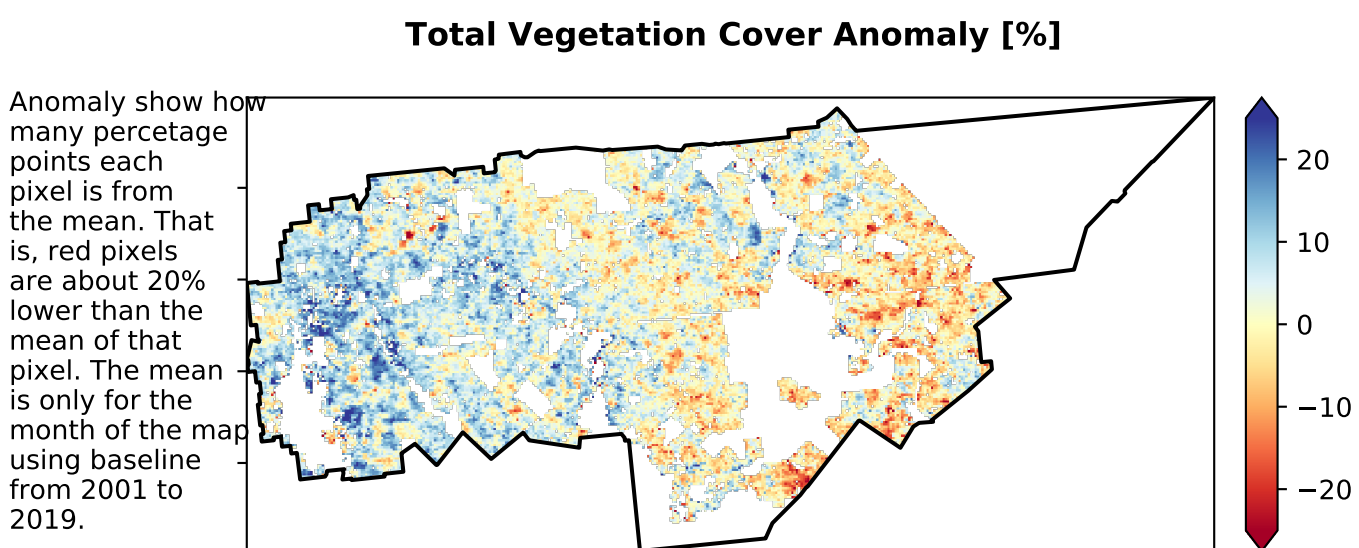 Total Vegetation Cover Anomaly [%]
Anomaly show how
many percetage
points each
pixel is from
the mean. That
is, red pixels
are about 20%
lower than the
mean of that
pixel. The mean
is only for the
month of the map
using baseline
from 2001 to
2019.
20
10
0
−10
−20